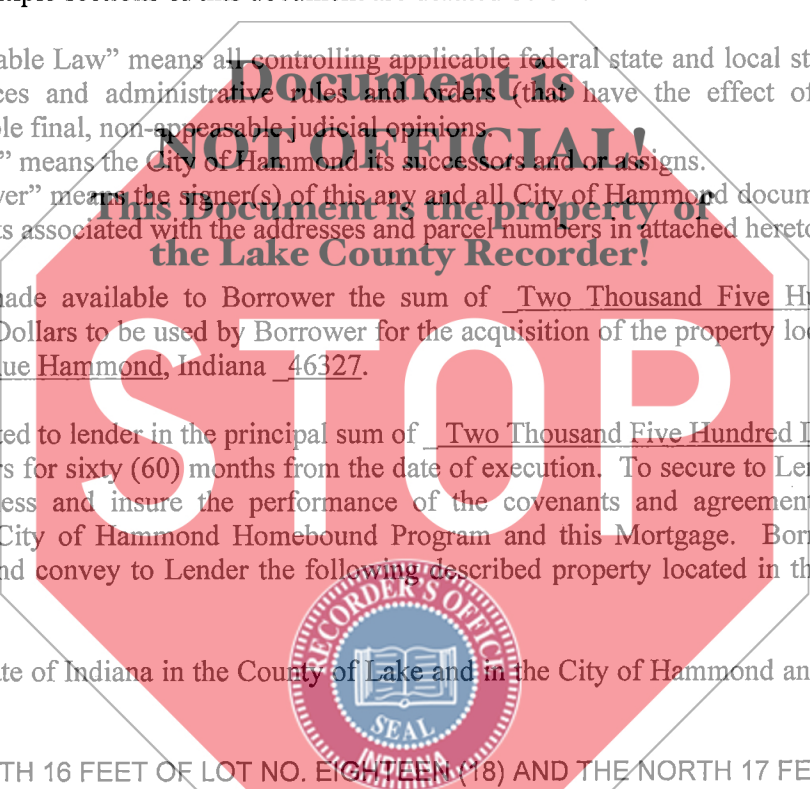 able Law” means all controlling applicable federal state and local st
Document is
ces and administrative rules and orders (that have the effect of
le final, non-appeasable judicial opinions.
NOT OFFICIAL!
” means the City of Hammond its successors and or assigns.
ver” means the signer(s) of this any and all City of Hammond docum
This Document is the property of
ts associated with the addresses and parcel numbers in attached hereto
the Lake County Recorder!
nade available to Borrower the sum of _Two Thousand Five Hu
Dollars to be used by Borrower for the acquisition of the property loc
ue Hammond, Indiana _46327.
STOP
ted to lender in the principal sum of _Two Thousand Five Hundred D
rs for sixty (60) months from the date of execution. To secure to Len
ess and insure the performance of the covenants and agreemen
City of Hammond Homebound Program and this Mortgage. Borr
nd convey to Lender the following described property located in th
RECORDER'S OFFICE
te of Indiana in the County of Lake and in the City of Hammond an
SEAL
INDIANA
TH 16 FEET OF LOT NO. EIGHTEEN (18) AND THE NORTH 17 FE